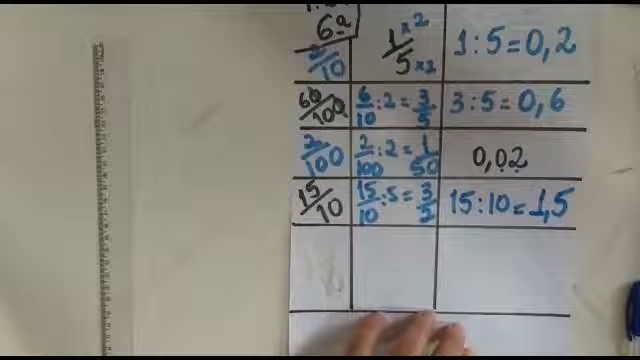 6ª
2/10 1/5 x2 x2 1:5=0,2
60/100 6/10:2=3/5 3:5=0,6
2/100 2/100:2=1/50 0,02
15/10 15/10:5=3/2 15:10=1,5